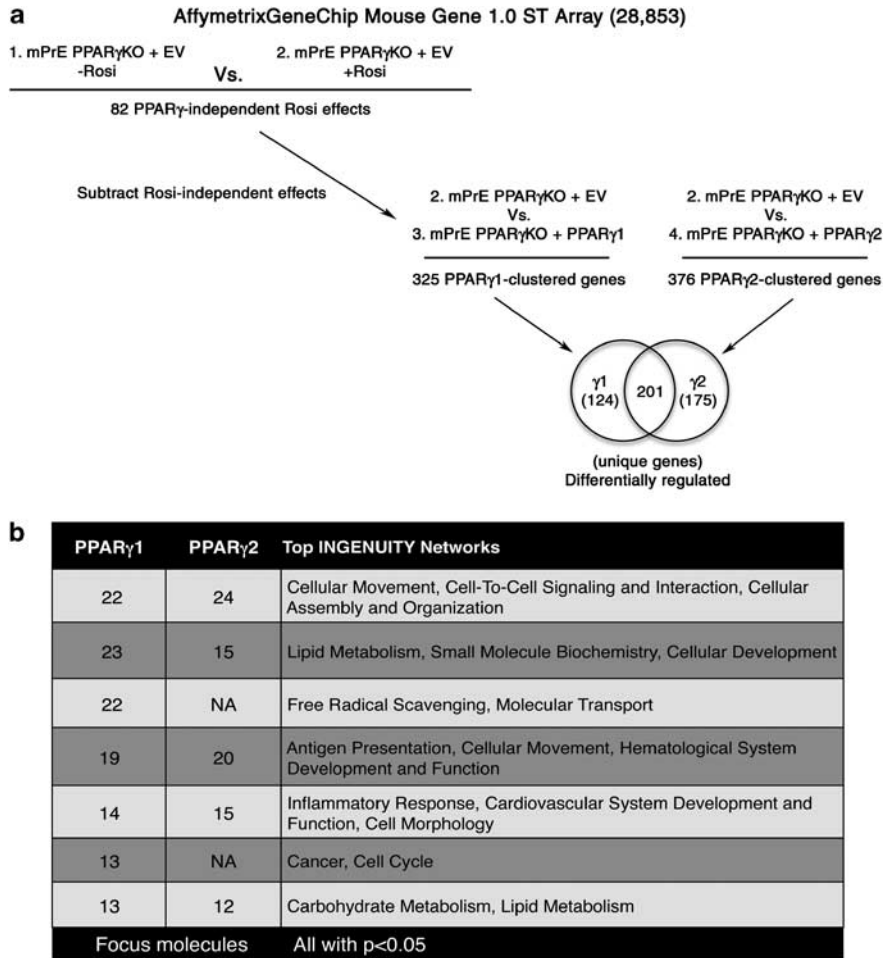 a
AffymetrixGeneChip Mouse Gene 1.0 ST Array (28,853)
1. mPrE PPARγKO + EV
-Rosi
Vs.
2. mPrE PPARγKO + EV
+Rosi
82 PPARγ-independent Rosi effects
Subtract Rosi-independent effects
2. mPrE PPARγKO + EV
Vs.
3. mPrE PPARγKO + PPARγ1
325 PPARγ1-clustered genes
2. mPrE PPARγKO + EV
Vs.
4. mPrE PPARγKO + PPARγ2
376 PPARγ2-clustered genes
γ1
(124)
201
γ2
(175)
(unique genes)
Differentially regulated
b
PPARγ1 PPARγ2 Top INGENUITY Networks
22 24 Cellular Movement, Cell-To-Cell Signaling and Interaction, Cellular
Assembly and Organization
23 15 Lipid Metabolism, Small Molecule Biochemistry, Cellular Development
22 NA Free Radical Scavenging, Molecular Transport
19 20 Antigen Presentation, Cellular Movement, Hematological System
Development and Function
14 15 Inflammatory Response, Cardiovascular System Development and
Function, Cell Morphology
13 NA Cancer, Cell Cycle
13 12 Carbohydrate Metabolism, Lipid Metabolism
Focus molecules All with p<0.05